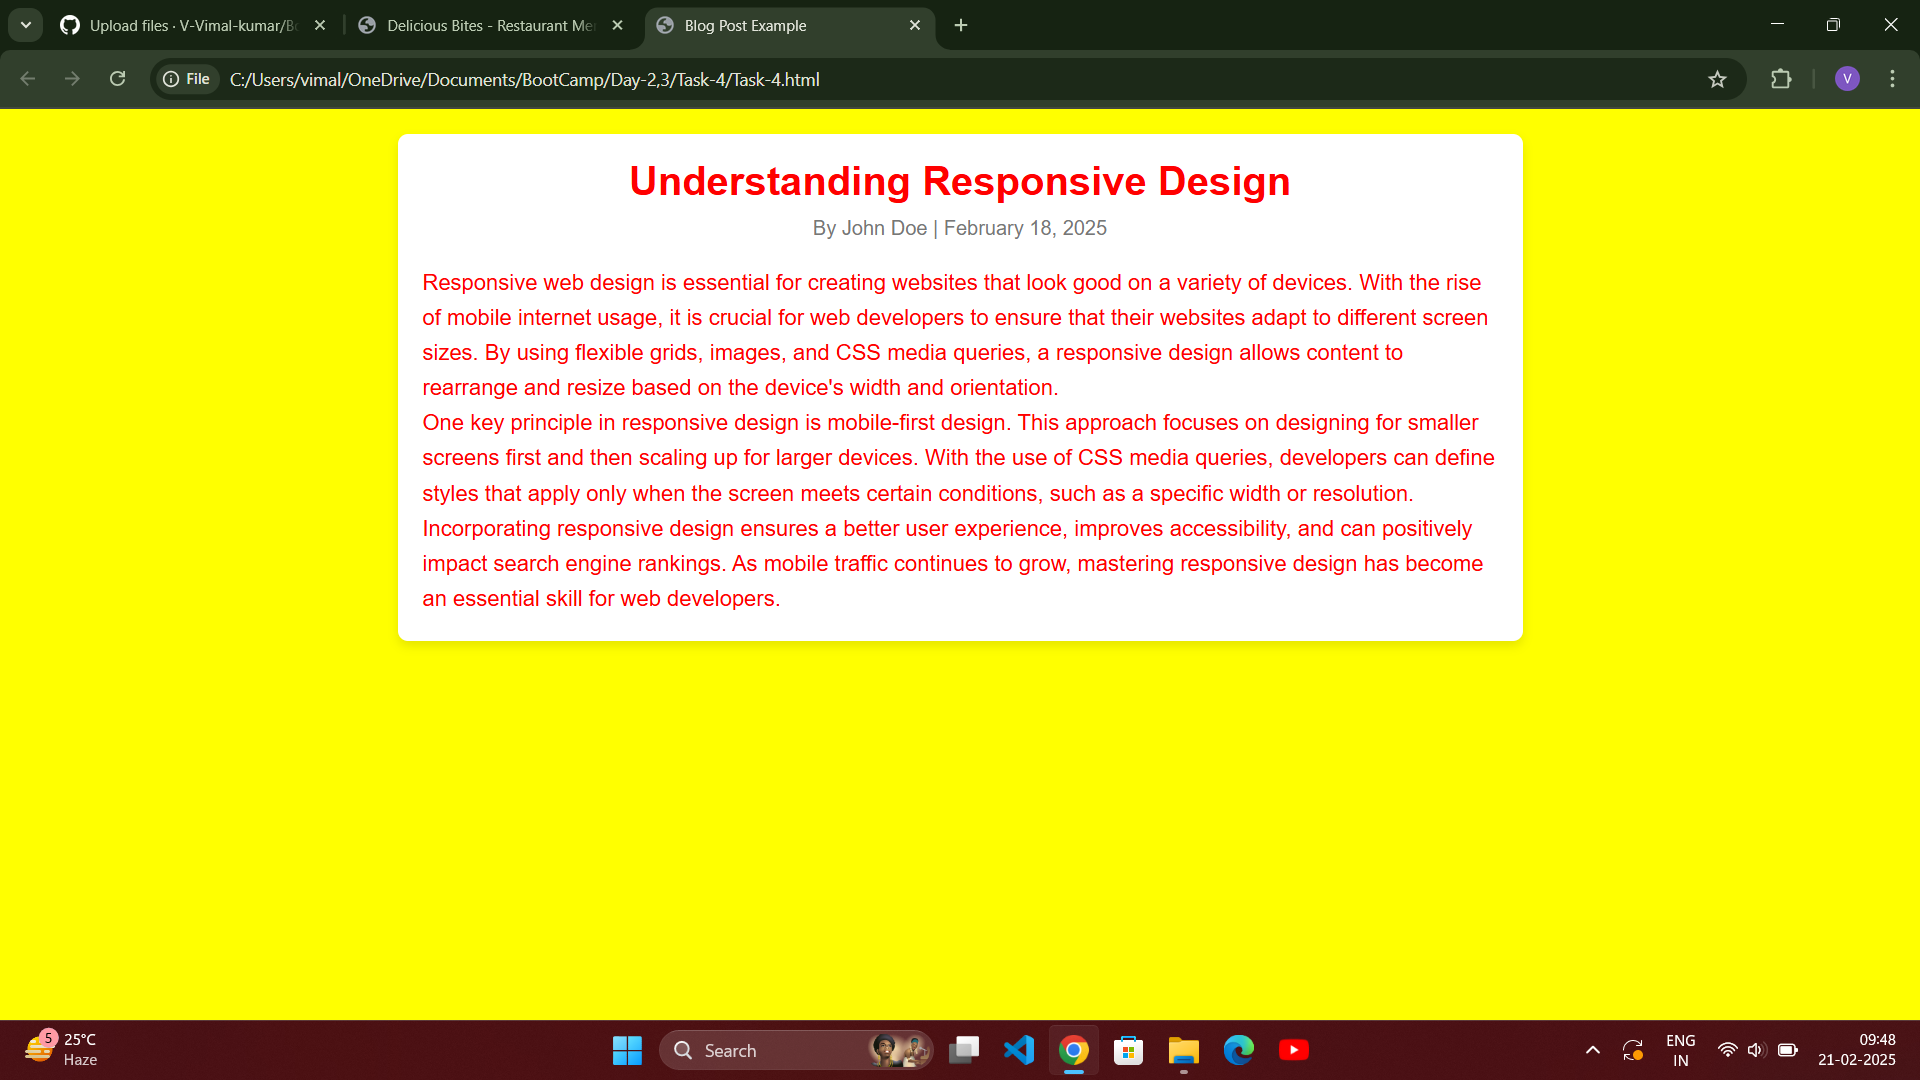 Upload files · V-Vimal-kumar/Bo
Delicious Bites - Restaurant Me
Blog Post Example
File
C:/Users/vimal/OneDrive/Documents/BootCamp/Day-2,3/Task-4/Task-4.html
V
Understanding Responsive Design
By John Doe | February 18, 2025
Responsive web design is essential for creating websites that look good on a variety of devices. With the rise
of mobile internet usage, it is crucial for web developers to ensure that their websites adapt to different screen
sizes. By using flexible grids, images, and CSS media queries, a responsive design allows content to
rearrange and resize based on the device's width and orientation.
One key principle in responsive design is mobile-first design. This approach focuses on designing for smaller
screens first and then scaling up for larger devices. With the use of CSS media queries, developers can define
styles that apply only when the screen meets certain conditions, such as a specific width or resolution.
Incorporating responsive design ensures a better user experience, improves accessibility, and can positively
impact search engine rankings. As mobile traffic continues to grow, mastering responsive design has become
an essential skill for web developers.
5
25°C
Haze
Search
ENG
IN
09:48
21-02-2025